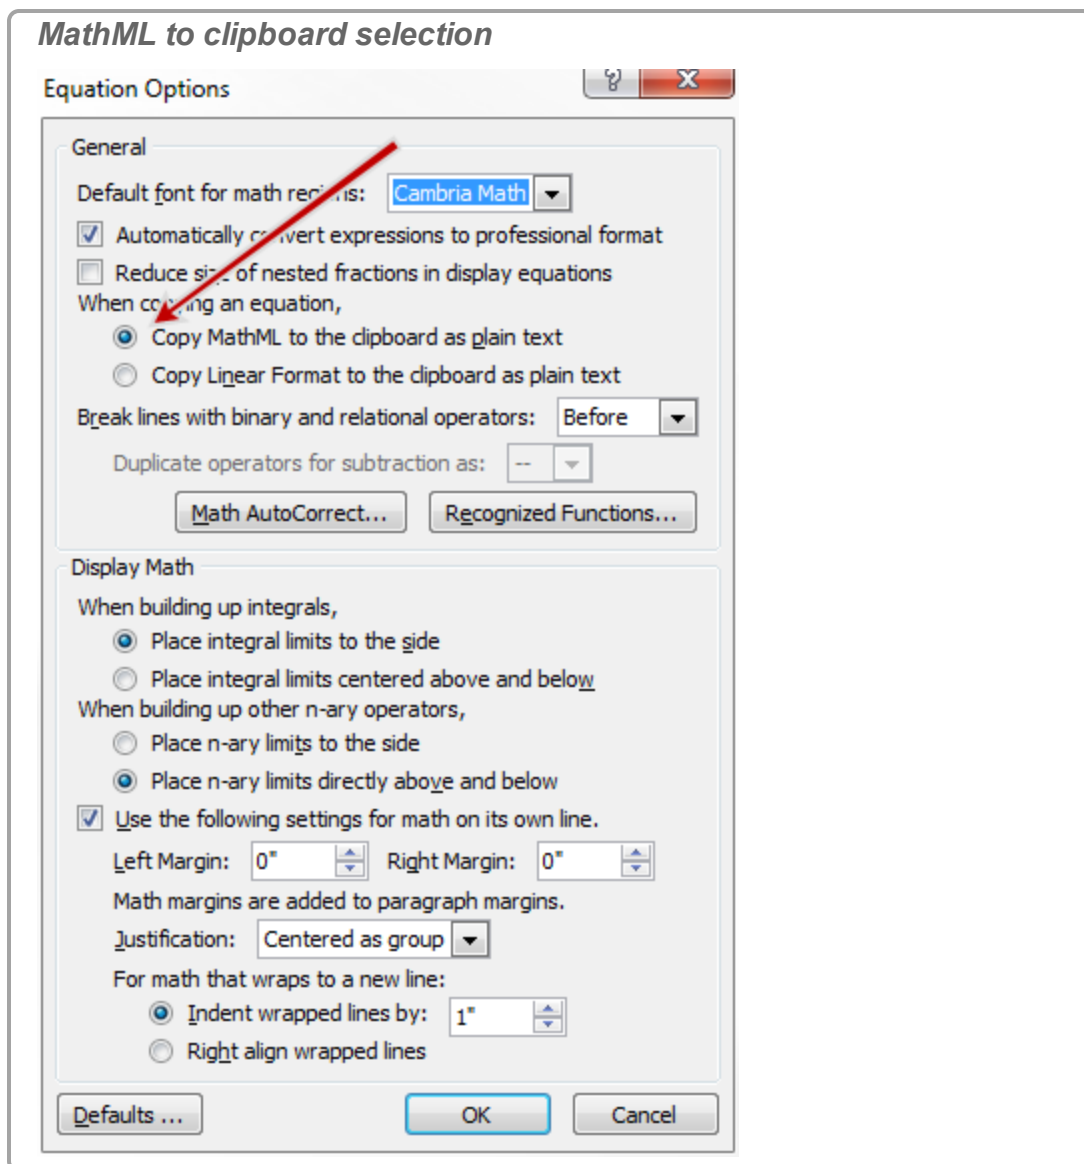 MathML to clipboard selection
Equation Options
General
Default font for math regions: Cambria Math
Automatically convert expressions to professional format
Reduce size of nested fractions in display equations
When copying an equation,
Copy MathML to the clipboard as plain text
Copy Linear Format to the clipboard as plain text
Break lines with binary and relational operators: Before
Duplicate operators for subtraction as: --
Math AutoCorrect... Recognized Functions...
Display Math
When building up integrals,
Place integral limits to the side
Place integral limits centered above and below
When building up other n-ary operators,
Place n-ary limits to the side
Place n-ary limits directly above and below
Use the following settings for math on its own line.
Left Margin: 0" Right Margin: 0"
Math margins are added to paragraph margins.
Justification: Centered as group
For math that wraps to a new line:
Indent wrapped lines by: 1"
Right align wrapped lines
Defaults ... OK Cancel